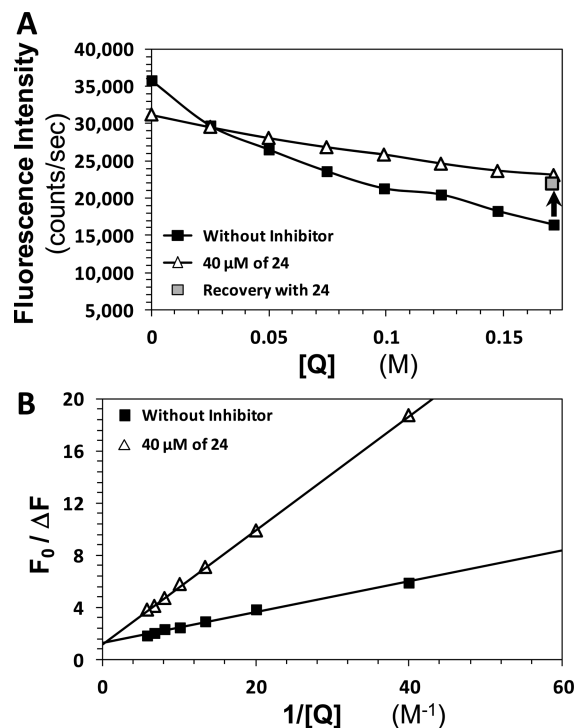 A
Fluorescence Intensity
(counts/sec)
40,000
35,000
30,000
25,000
20,000
15,000
10,000
5,000
Without Inhibitor
40 µM of 24
Recovery with 24
0 0.05 0.1 0.15
[Q] (M)
B
F0 / ΔF
20
16
12
8
4
0
Without Inhibitor
40 µM of 24
0 20 40 60
1/[Q] (M-1)